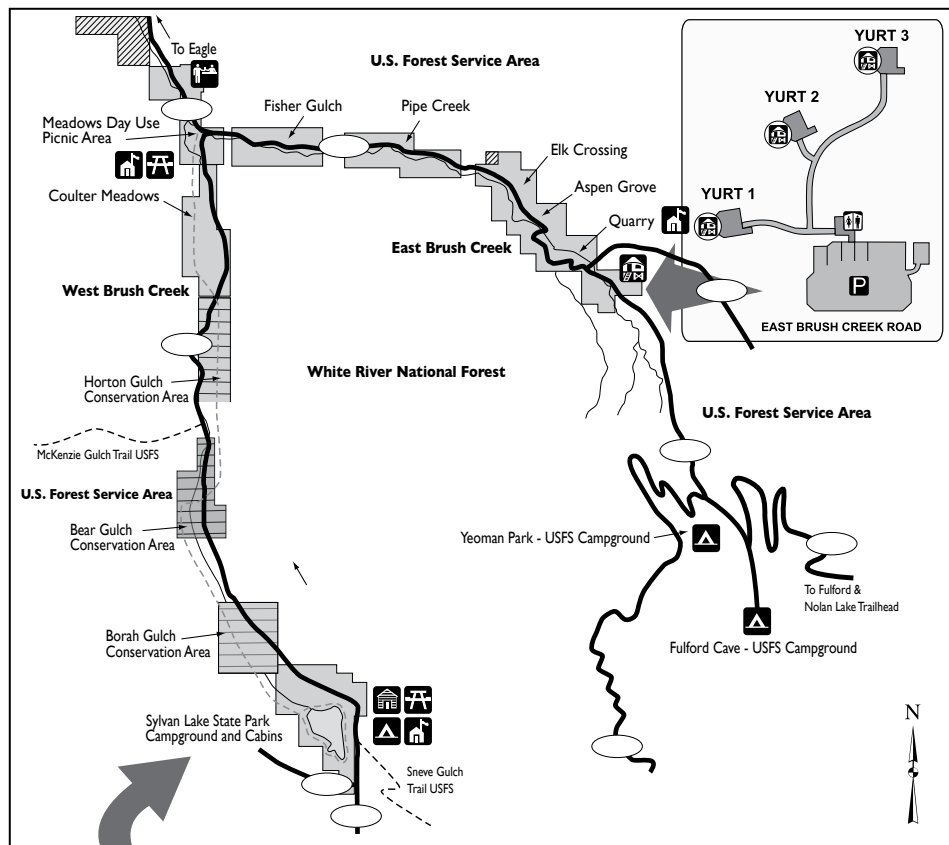 To Eagle
U.S. Forest Service Area
Fisher Gulch
Pipe Creek
Meadows Day Use
Picnic Area
Elk Crossing
Coulter Meadows
Aspen Grove
Quarry
East Brush Creek
West Brush Creek
YURT 3
YURT 2
YURT 1
P
EAST BRUSH CREEK ROAD
White River National Forest
Horton Gulch
Conservation Area
U.S. Forest Service Area
McKenzie Gulch Trail USFS
U.S. Forest Service Area
Bear Gulch
Conservation Area
Yeoman Park - USFS Campground
To Fulford &
Nolan Lake Trailhead
Fulford Cave - USFS Campground
Borah Gulch
Conservation Area
Sylvan Lake State Park
Campground and Cabins
Sneve Gulch
Trail USFS
N